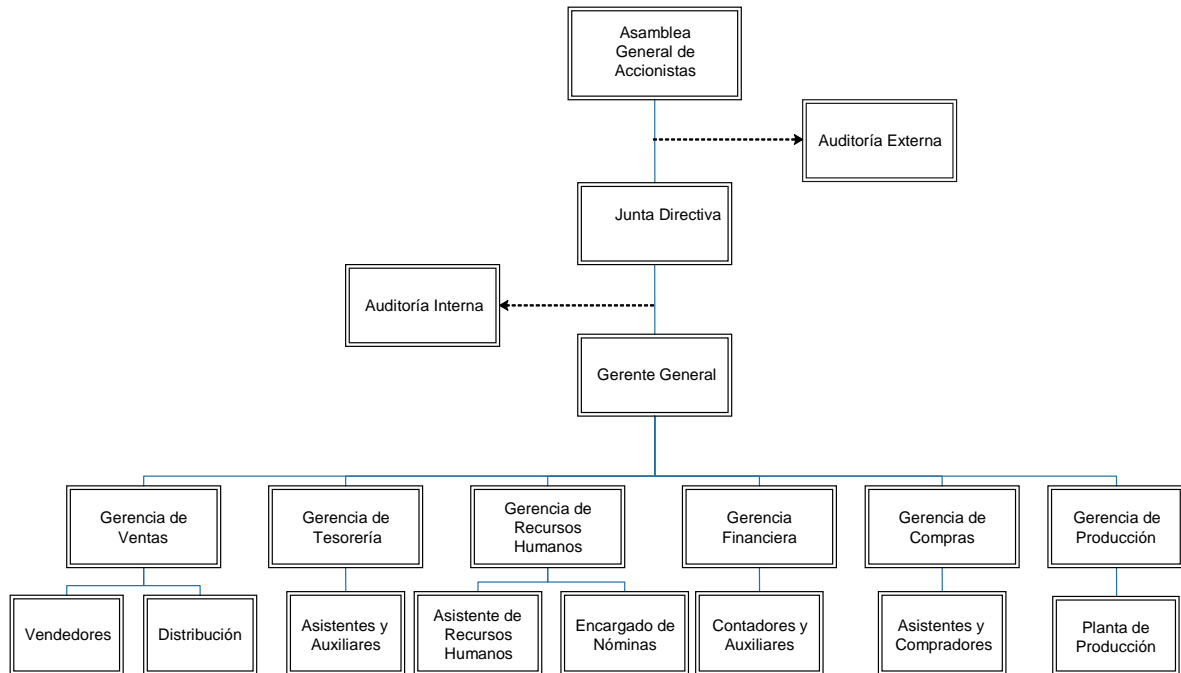 Asamblea
General de
Accionistas
Auditoría Externa
Junta Directiva
Auditoría Interna
Gerente General
Gerencia de
Ventas
Gerencia de
Tesorería
Gerencia de
Recursos
Humanos
Gerencia
Financiera
Gerencia de
Compras
Gerencia de
Producción
Vendedores
Distribución
Asistentes y
Auxiliares
Asistente de
Recursos
Humanos
Encargado de
Nóminas
Contadores y
Auxiliares
Asistentes y
Compradores
Planta de
Producción